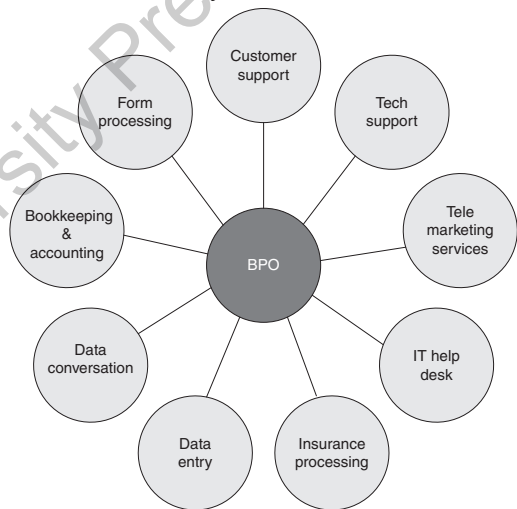 Customer
support
Tech
support
Tele
marketing
services
IT help
desk
Insurance
processing
Data
entry
Data
conversation
Bookkeeping
&
accounting
Form
processing
BPO